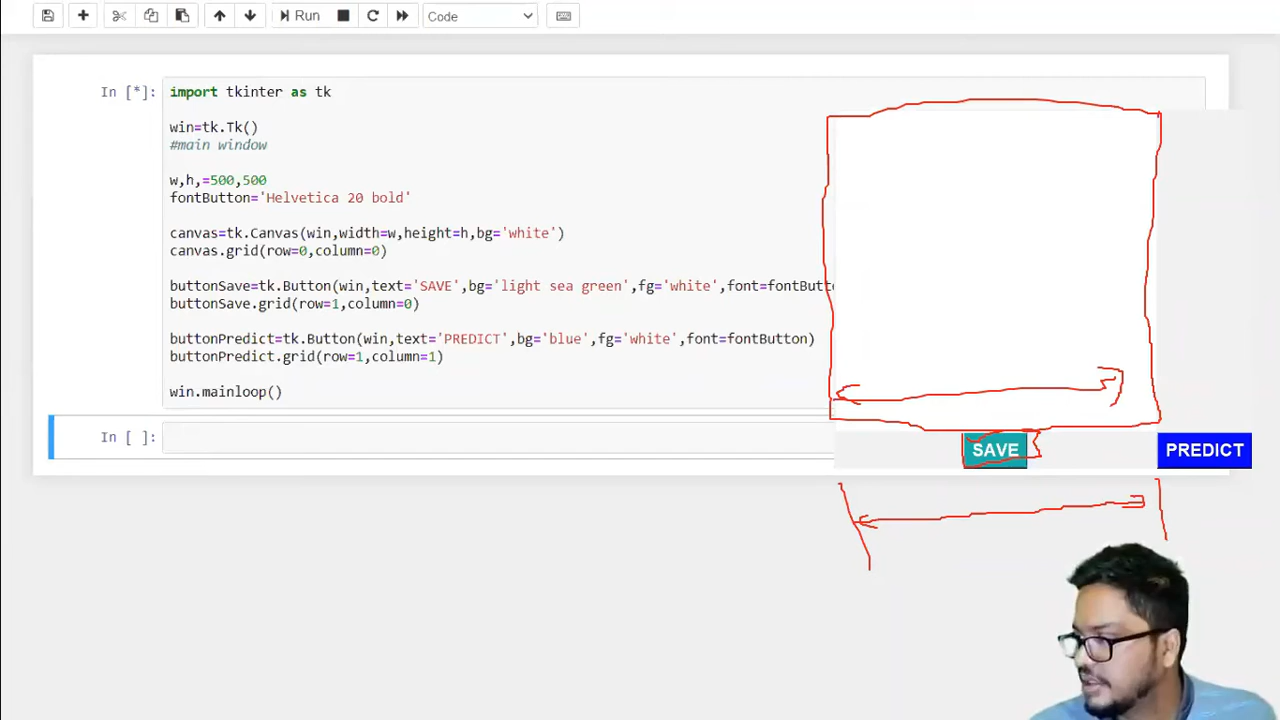 Run
Code
In [*]:
import tkinter as tk
win=tk.Tk()
#main window
w,h,=500,500
fontButton='Helvetica 20 bold'
canvas=tk.Canvas(win,width=w,height=h,bg='white')
canvas.grid(row=0,column=0)
buttonSave=tk.Button(win,text='SAVE',bg='light sea green',fg='white',font=fontButto
buttonSave.grid(row=1,column=0)
buttonPredict=tk.Button(win,text='PREDICT',bg='blue',fg='white',font=fontButton)
buttonPredict.grid(row=1,column=1)
win.mainloop()
In [ ]:
SAVE
PREDICT